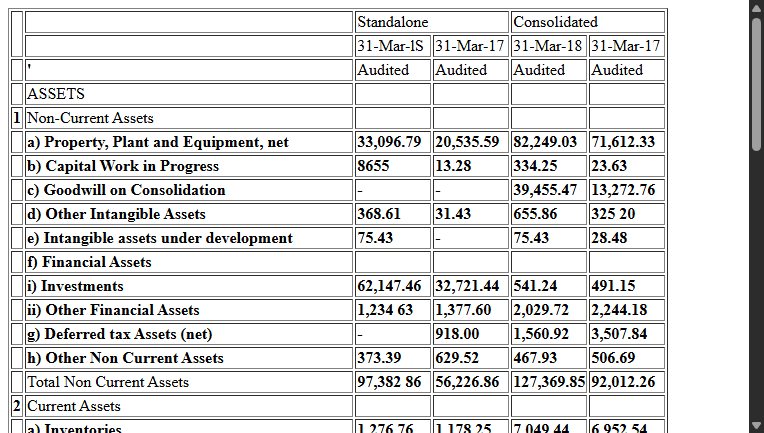 Standalone Consolidated
31-Mar-lS 31-Mar-17 31-Mar-18 31-Mar-17
' Audited Audited Audited Audited
ASSETS
1 Non-Current Assets
a) Property, Plant and Equipment, net 33,096.79 20,535.59 82,249.03 71,612.33
b) Capital Work in Progress 8655 13.28 334.25 23.63
c) Goodwill on Consolidation - - 39,455.47 13,272.76
d) Other Intangible Assets 368.61 31.43 655.86 325 20
e) Intangible assets under development 75.43 - 75.43 28.48
f) Financial Assets
i) Investments 62,147.46 32,721.44 541.24 491.15
ii) Other Financial Assets 1,234 63 1,377.60 2,029.72 2,244.18
g) Deferred tax Assets (net) - 918.00 1,560.92 3,507.84
h) Other Non Current Assets 373.39 629.52 467.93 506.69
Total Non Current Assets 97,382 86 56,226.86 127,369.85 92,012.26
2 Current Assets
a) Inventories 1,276.76 1,178.25 7,049.44 6,952.54